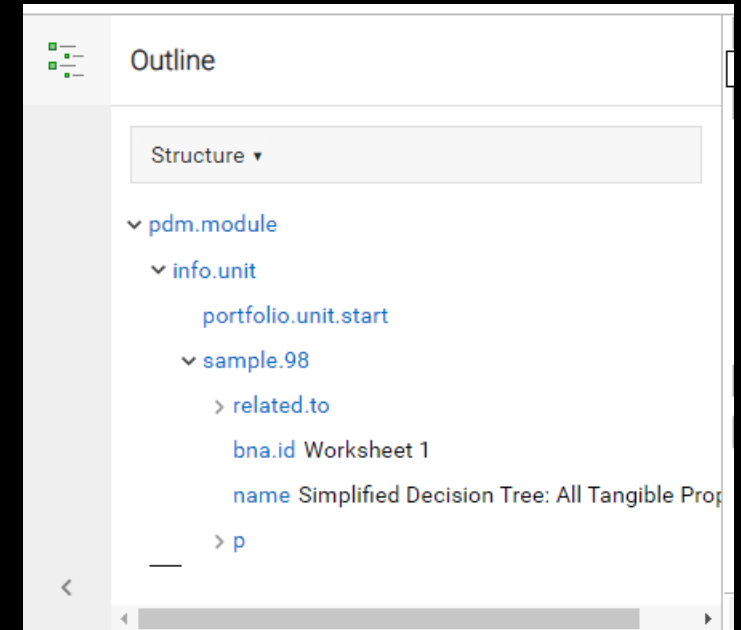 Outline
Structure ▾
pdm.module
info.unit
portfolio.unit.start
sample.98
related.to
bna.id Worksheet 1
name Simplified Decision Tree: All Tangible Prop
p